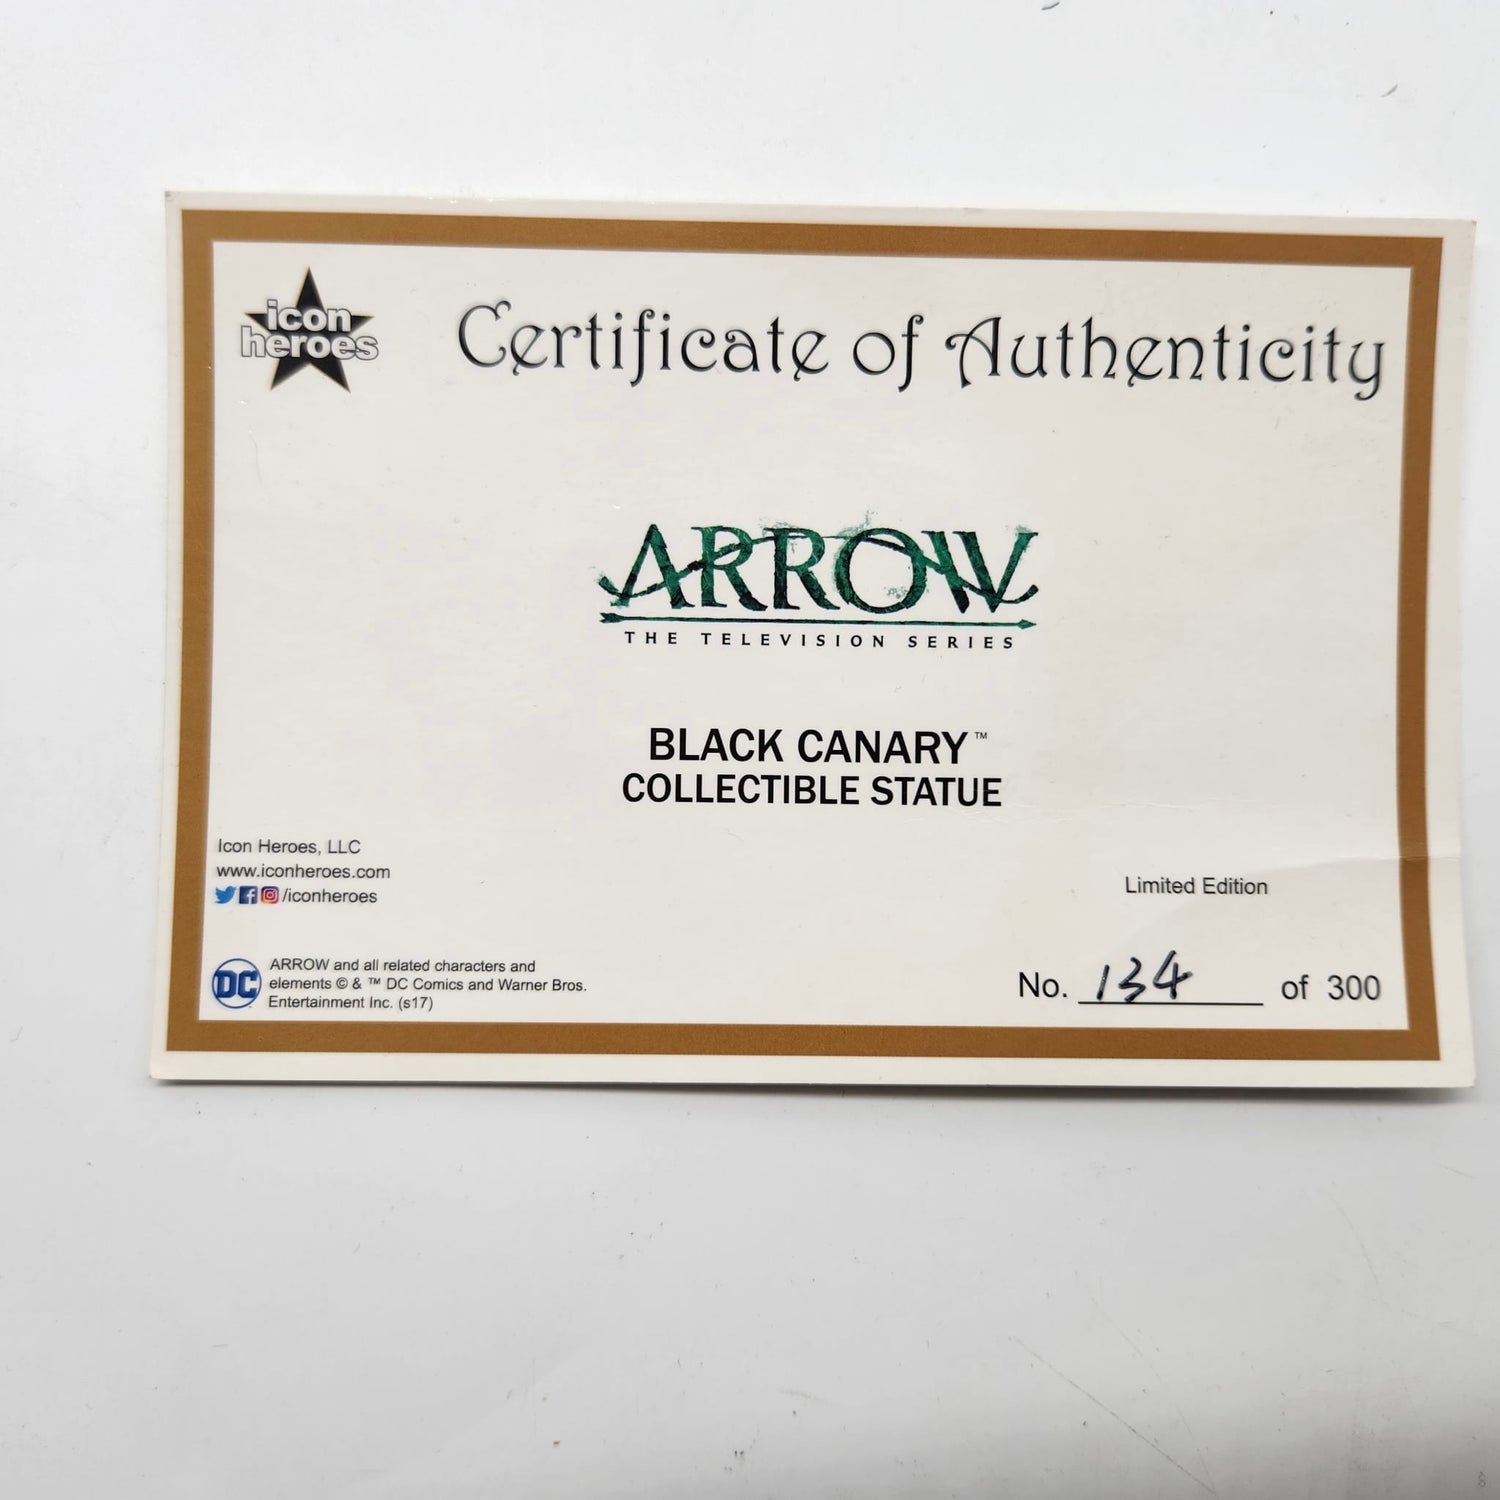 icon
heroes
Certificate of Authenticity
ARROW
THE TELEVISION SERIES
BLACK CANARY™
COLLECTIBLE STATUE
Icon Heroes, LLC
www.iconheroes.com
/iconheroes
Limited Edition
DC
ARROW and all related characters and
elements © & ™ DC Comics and Warner Bros.
Entertainment Inc. (s17)
No. 134 of 300